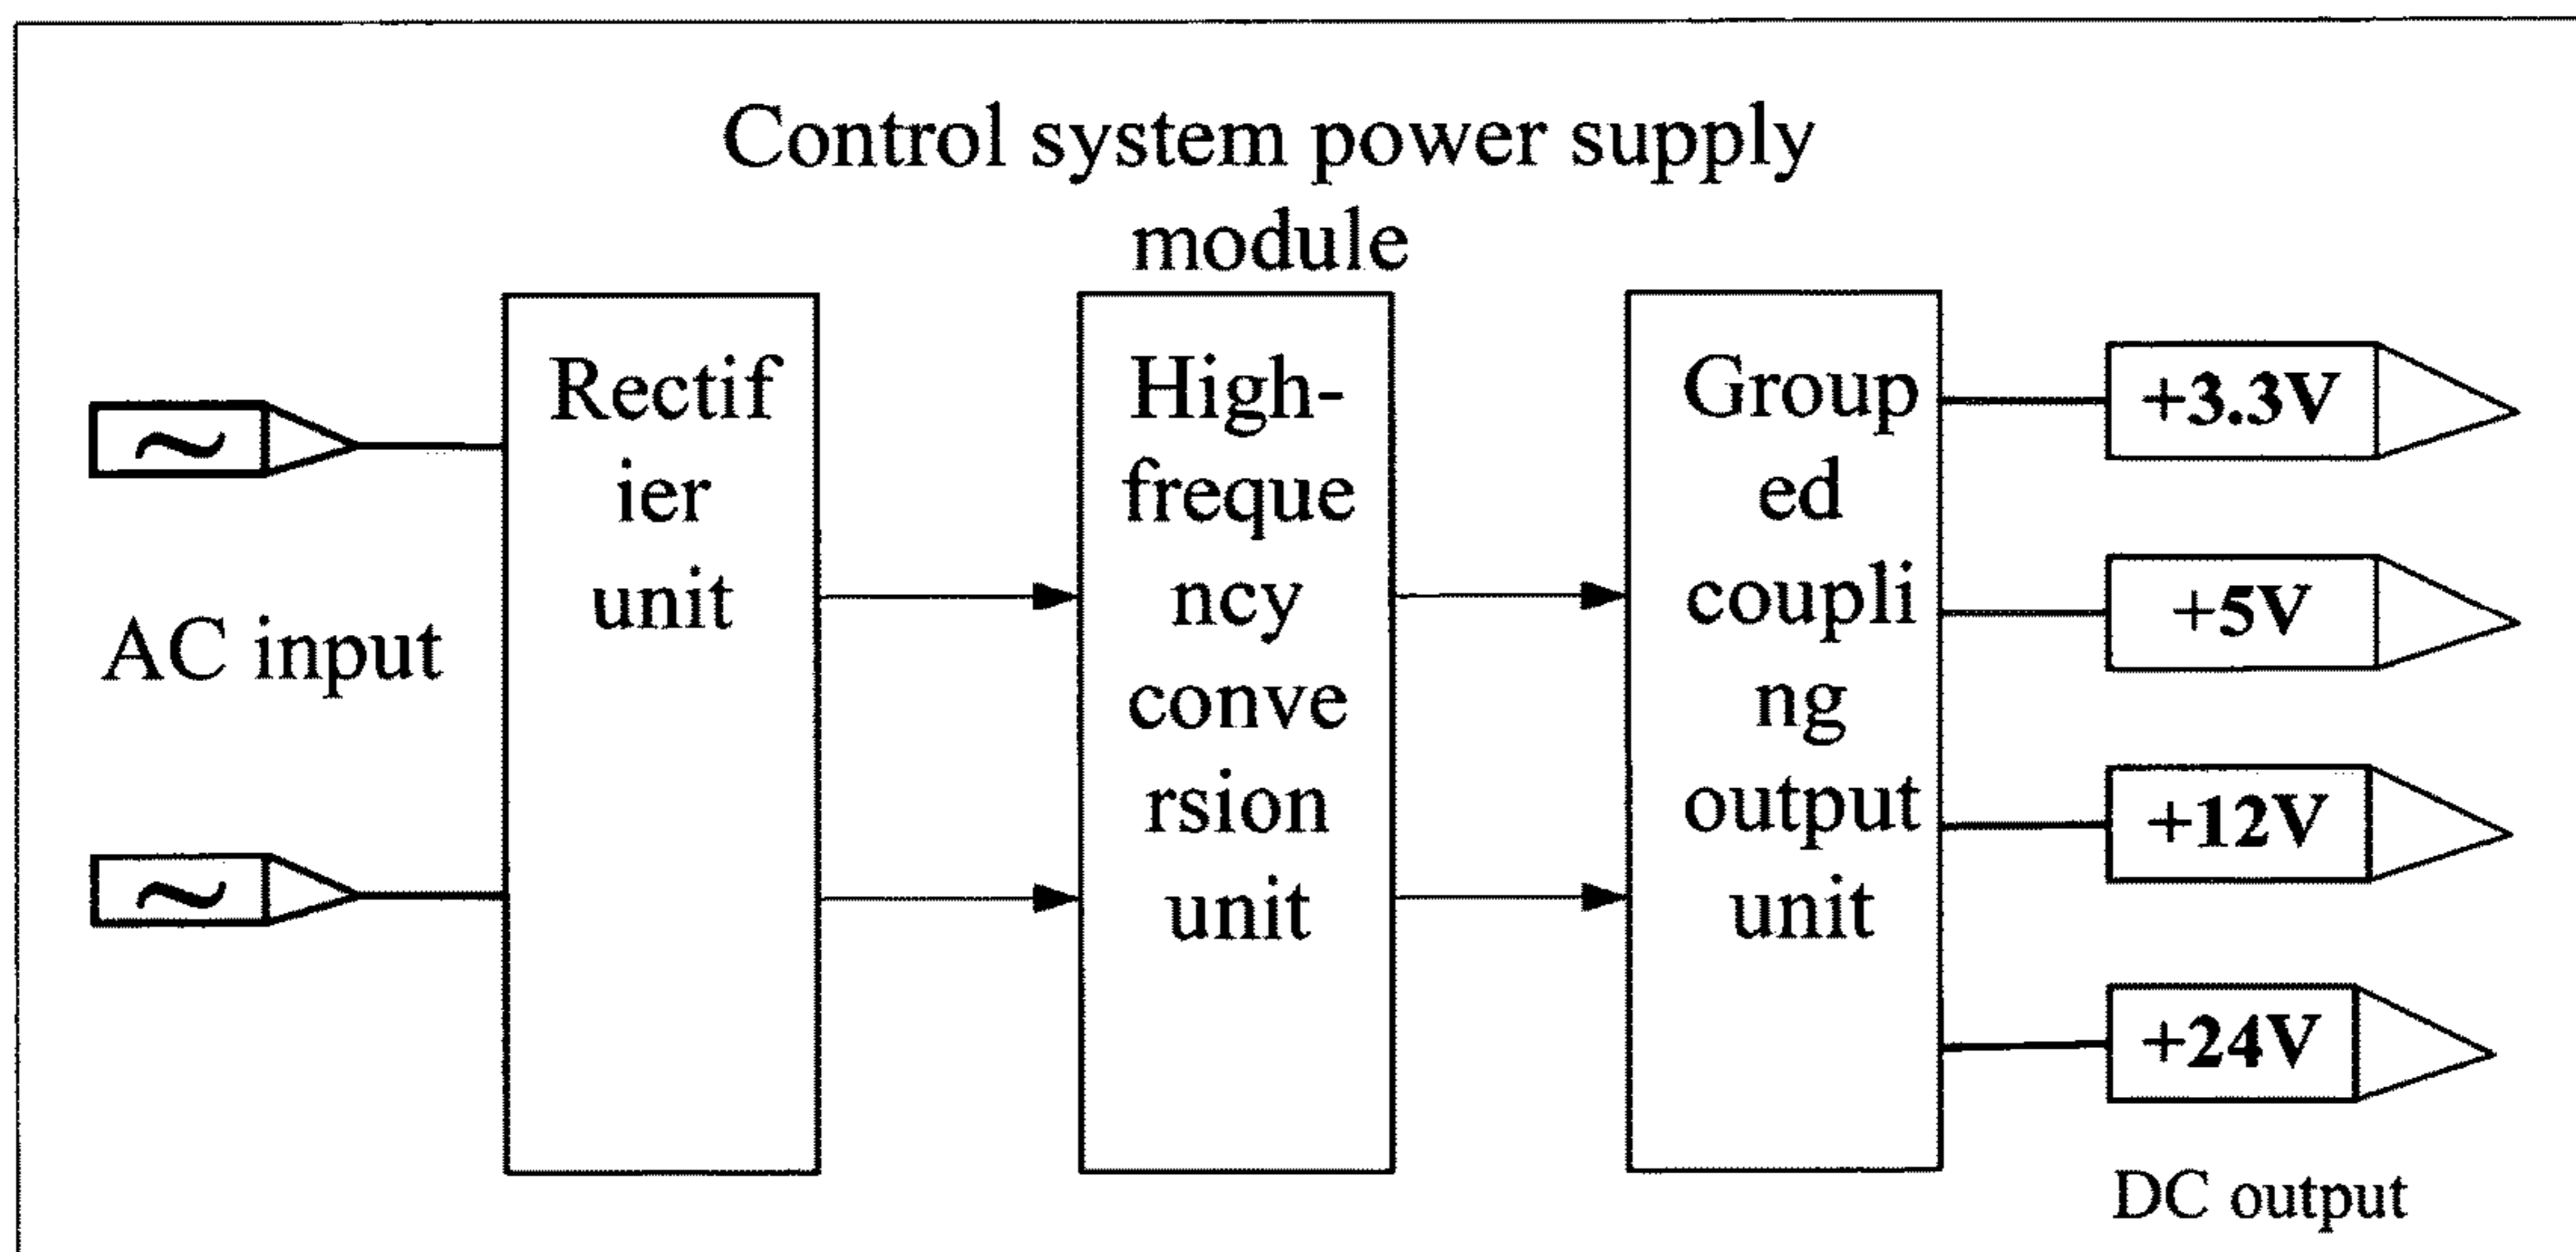 Control system power supply
module
~
AC input
~
Rectif
ier
unit
High-
freque
ncy
conve
rsion
unit
Group
ed
coupli
ng
output
unit
+3.3V
+5V
+12V
+24V
DC output